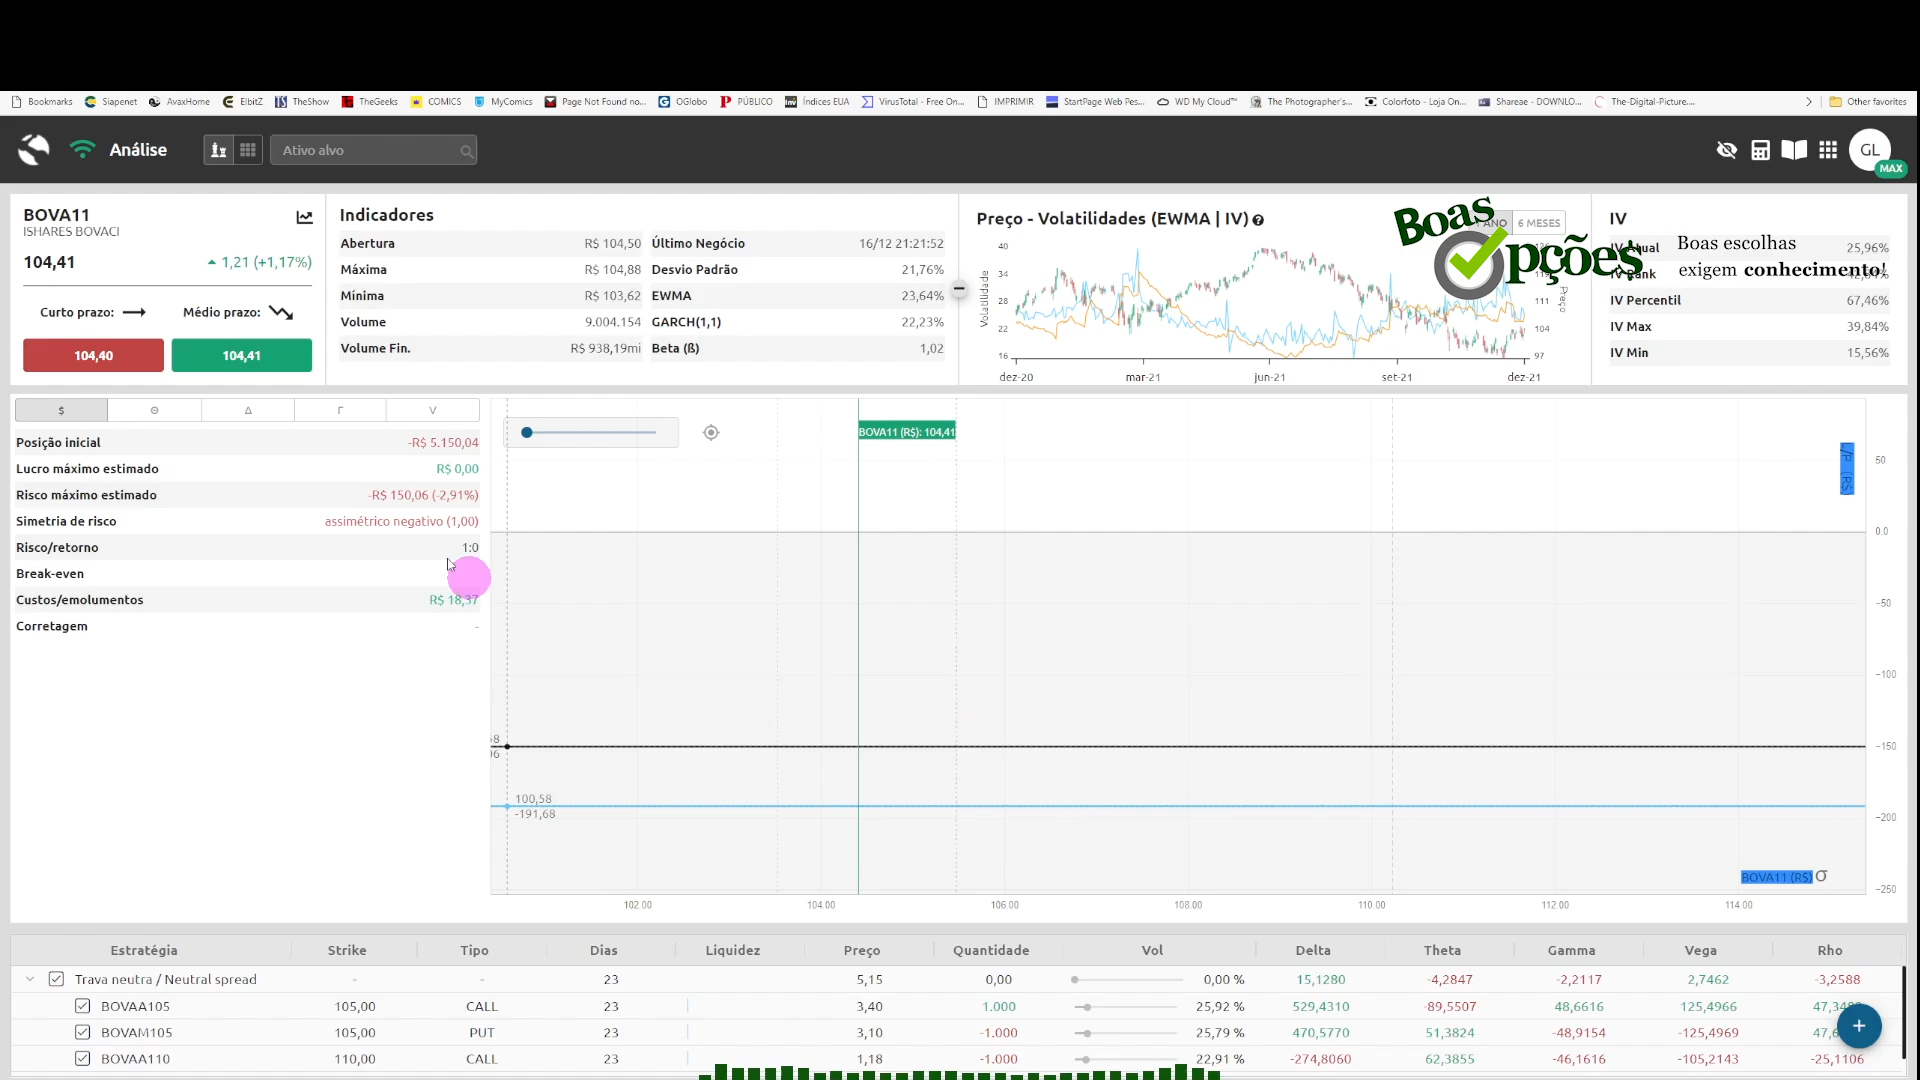 Bookmarks Siapenet AvaxHome ElbitZ TheShow TheGeeks COMICS MyComics Page Not Found no... OGlobo PÚBLICO Índices EUA VirusTotal - Free On... IMPRIMIR StartPage Web Pes... WD My Cloud™ The Photographer's... Colorfoto - Loja On... Shareae - DOWNLO... The-Digital-Picture.... Other favorites
Análise
Ativo alvo
GL
MAX
BOVA11
ISHARES BOVACI
104,41
1,21 (+1,17%)
Curto prazo:
Médio prazo:
104,40
104,41
Indicadores
Abertura R$ 104,50 Último Negócio 16/12 21:21:52
Máxima R$ 104,88 Desvio Padrão 21,76%
Mínima R$ 103,62 EWMA 23,64%
Volume 9.004.154 GARCH(1,1) 22,23%
Volume Fin. R$ 938,19mi Beta (ß) 1,02
Preço - Volatilidades (EWMA | IV)
ANO 6 MESES
40
34
28
22
16
Volatilidade
111
104
97
Preço
dez-20 mar-21 jun-21 set-21 dez-21
Boas
Opções
Boas escolhas
exigem conhecimento!
IV
25,96%
IV Percentil 67,46%
IV Max 39,84%
IV Min 15,56%
$ Θ Δ Γ V
Posição inicial -R$ 5.150,04
Lucro máximo estimado R$ 0,00
Risco máximo estimado -R$ 150,06 (-2,91%)
Simetria de risco assimétrico negativo (1,00)
Risco/retorno 1:0
Break-even
Custos/emolumentos R$ 18,37
Corretagem -
BOVA11 (R$): 104,41
L/P (R$)
50
0.0
-50
-100
-150
-200
-250
100,58
-191,68
BOVA11 (R$) σ
102.00 104.00 106.00 108.00 110.00 112.00 114.00
Estratégia Strike Tipo Dias Liquidez Preço Quantidade Vol Delta Theta Gamma Vega Rho
Trava neutra / Neutral spread - - 23 5,15 0,00 0,00 % 15,1280 -4,2847 -2,2117 2,7462 -3,2588
BOVAA105 105,00 CALL 23 3,40 1.000 25,92 % 529,4310 -89,5507 48,6616 125,4966
BOVAM105 105,00 PUT 23 3,10 -1.000 25,79 % 470,5770 51,3824 -48,9154 -125,4969
BOVAA110 110,00 CALL 23 1,18 -1.000 22,91 % -274,8060 62,3855 -46,1616 -105,2143 -25,1106
+